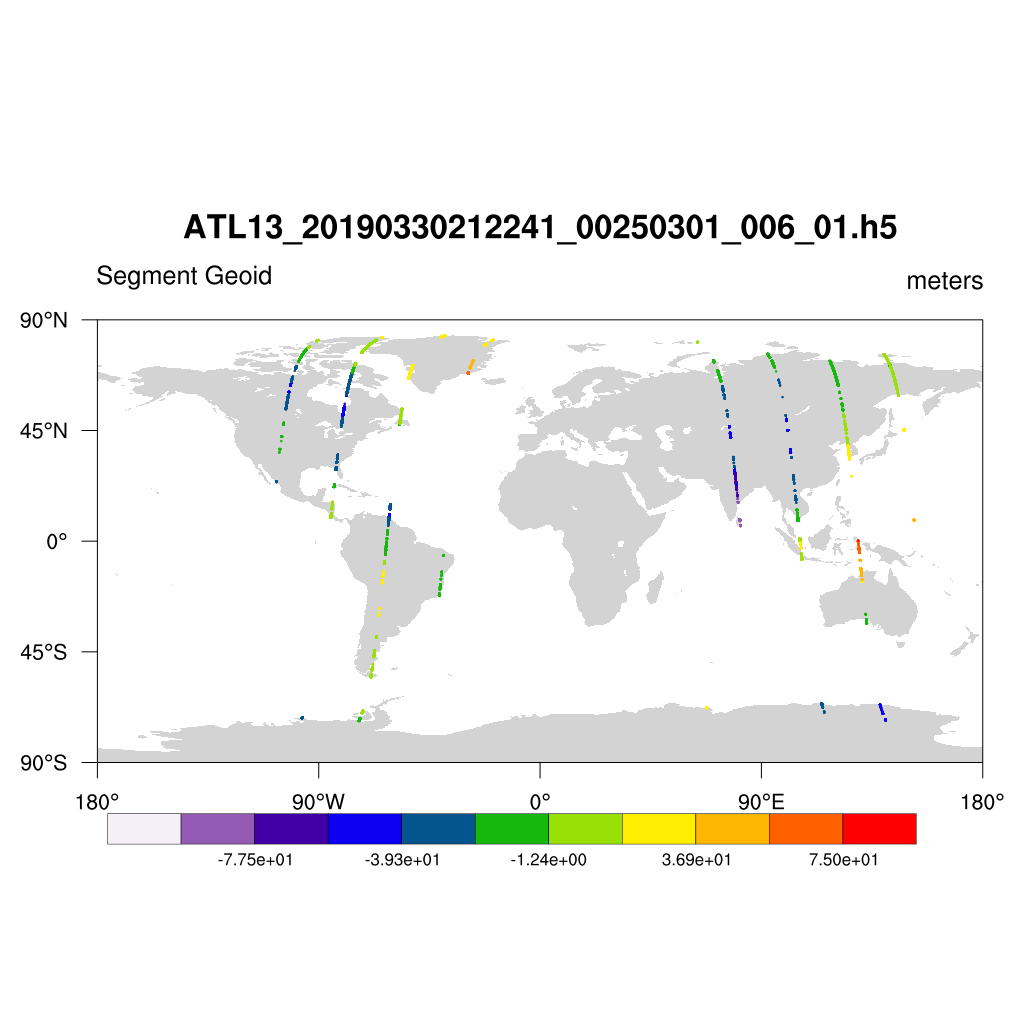 ATL13_20190330212241_00250301_006_01.h5
Segment Geoid
meters
90°N
45°N
0°
45°S
90°S
180°
90°W
0°
90°E
180°
-7.75e+01
-3.93e+01
-1.24e+00
3.69e+01
7.50e+01